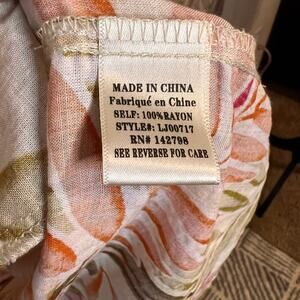 MADE IN CHINA
Fabriqué en Chine
SELF: 100%RAYON
STYLE#: LJ00717
RN# 142798
SEE REVERSE FOR CARE